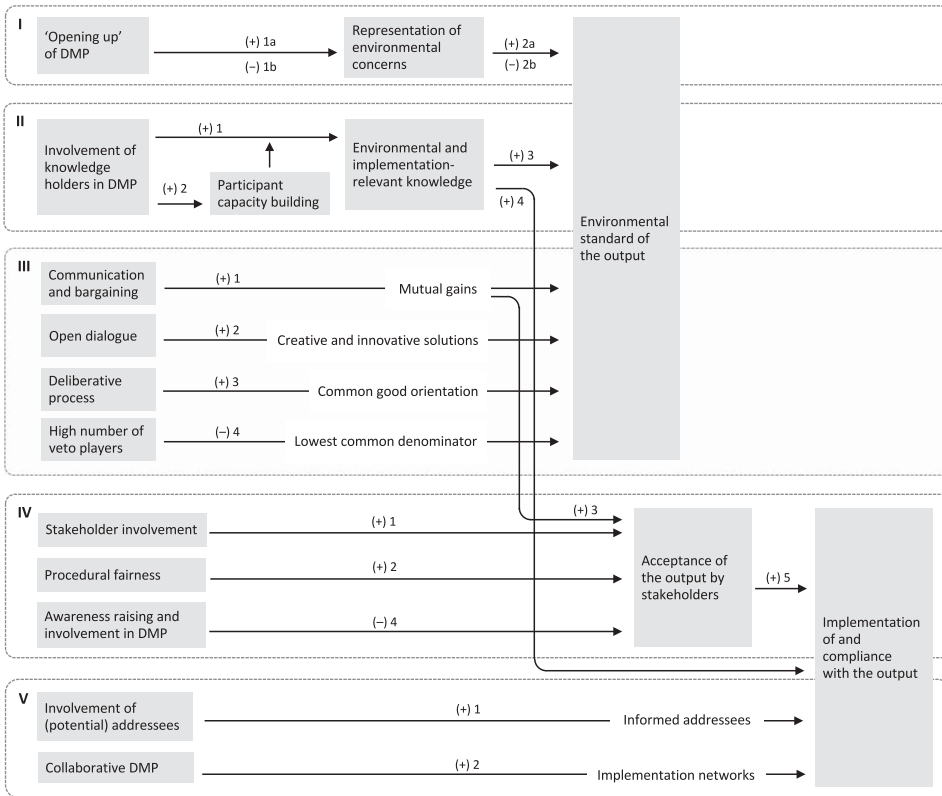 I
‘Opening up’
of DMP
(+) 1a
(−) 1b
Representation of
environmental
concerns
(+) 2a
(−) 2b
II
Involvement of
knowledge
holders in DMP
(+) 1
(+) 2
Participant
capacity building
Environmental and
implementation-
relevant knowledge
(+) 3
(+) 4
Environmental
standard of
the output
III
Communication
and bargaining
(+) 1
Mutual gains
Open dialogue
(+) 2
Creative and innovative solutions
Deliberative
process
(+) 3
Common good orientation
High number of
veto players
(−) 4
Lowest common denominator
IV
Stakeholder involvement
(+) 1
(+) 3
Procedural fairness
(+) 2
Awareness raising and
involvement in DMP
(−) 4
Acceptance of
the output by
stakeholders
(+) 5
Implementation
of and
compliance
with the output
V
Involvement of
(potential) addressees
(+) 1
Informed addressees
Collaborative DMP
(+) 2
Implementation networks